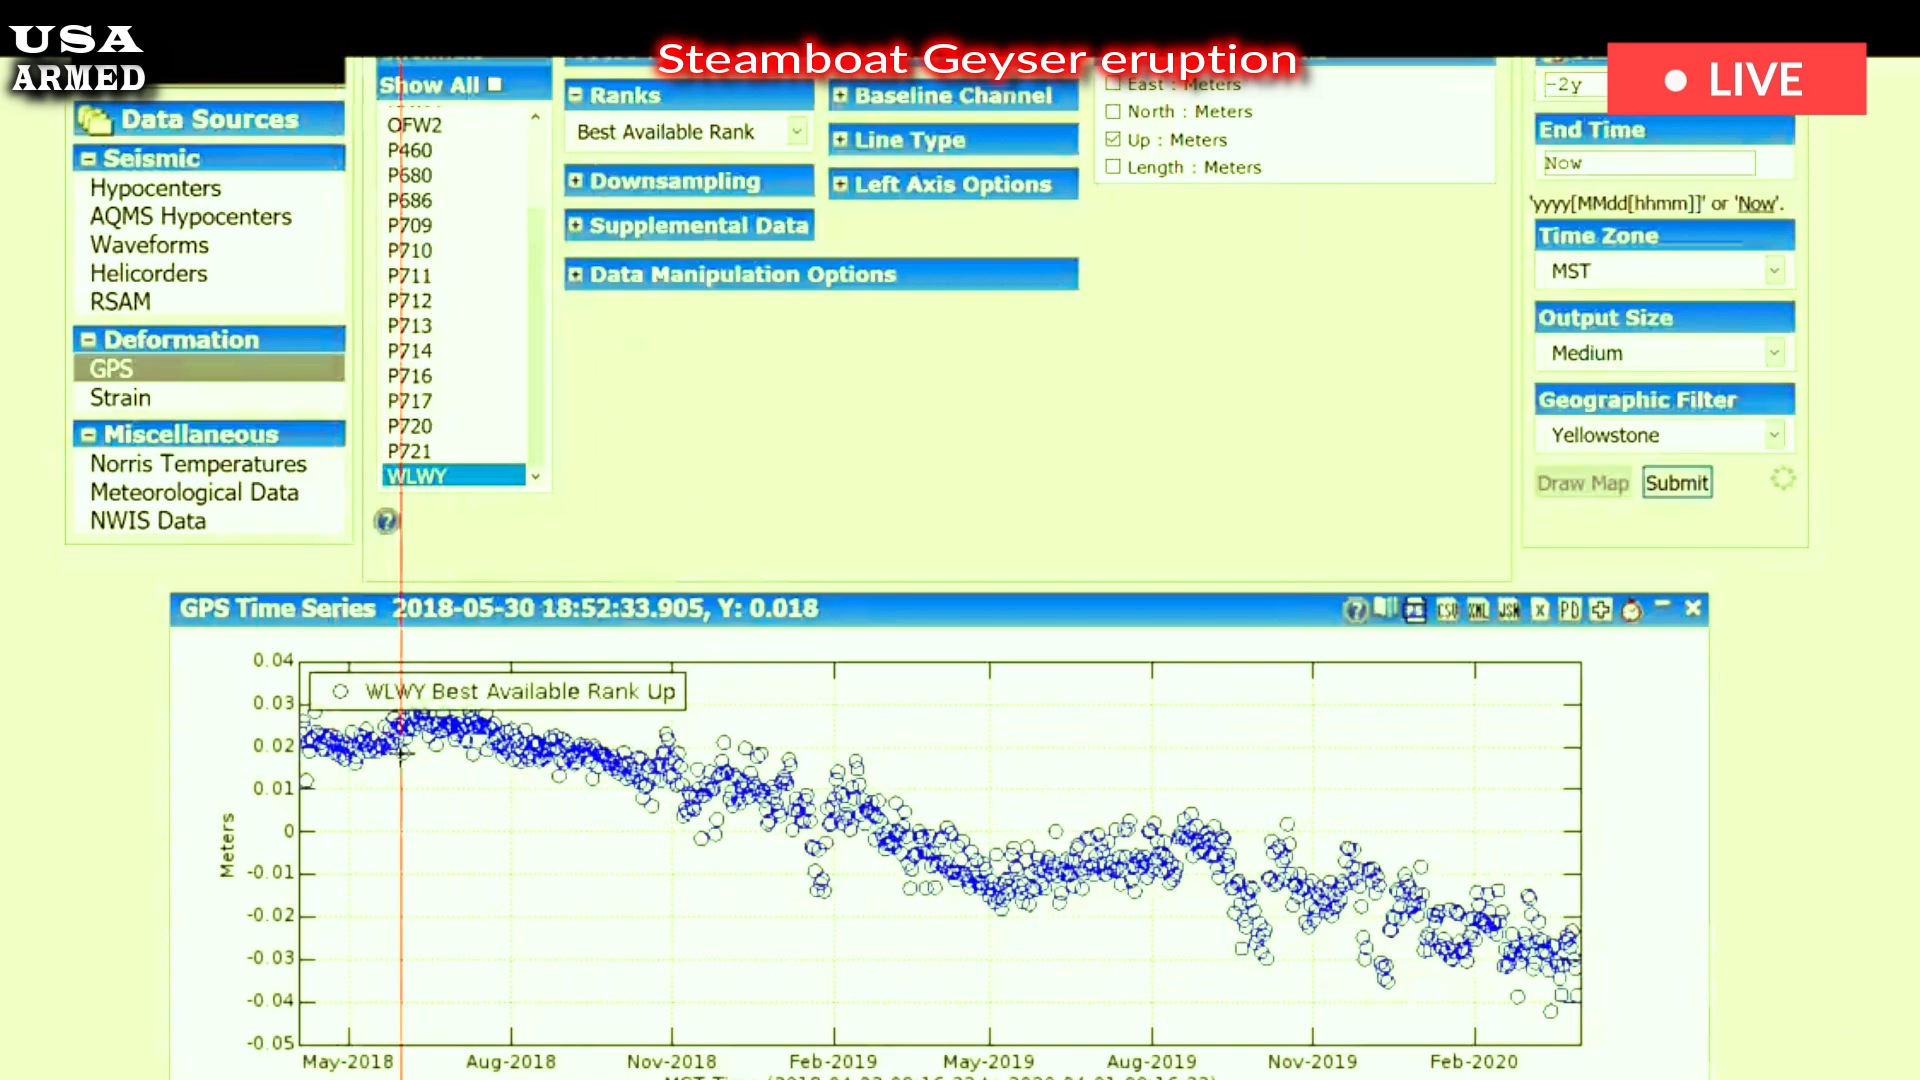 USA
ARMED
Steamboat Geyser eruption
LIVE
Data Sources
Seismic
Hypocenters
AQMS Hypocenters
Waveforms
Helicorders
RSAM
Deformation
GPS
Strain
Miscellaneous
Norris Temperatures
Meteorological Data
NWIS Data
Show All
OFW2
P460
P680
P686
P709
P710
P711
P712
P713
P714
P716
P717
P720
P721
WLWY
Ranks
Best Available Rank
Downsampling
Supplemental Data
Data Manipulation Options
Baseline Channel
Line Type
Left Axis Options
East : Meters
North : Meters
Up : Meters
Length : Meters
-2y
End Time
Now
'yyyy[MMdd[hhmm]]' or 'Now'.
Time Zone
MST
Output Size
Medium
Geographic Filter
Yellowstone
Draw Map Submit
GPS Time Series 2018-05-30 18:52:33.905, Y: 0.018
CSV XML JSN X PD
WLWY Best Available Rank Up
Meters
0.04
0.03
0.02
0.01
0
-0.01
-0.02
-0.03
-0.04
-0.05
May-2018 Aug-2018 Nov-2018 Feb-2019 May-2019 Aug-2019 Nov-2019 Feb-2020